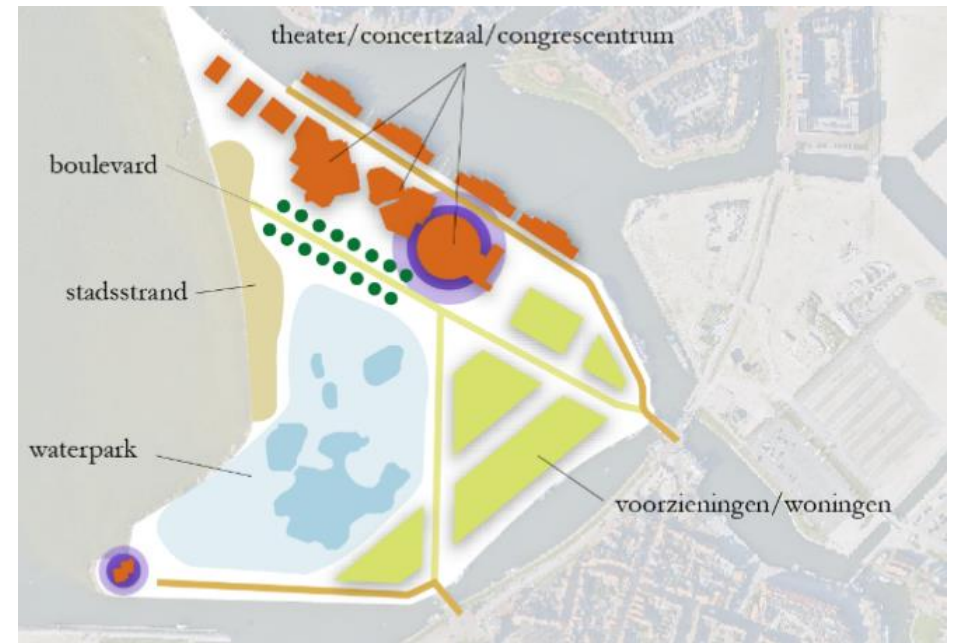 theater/concertzaal/congrescentrum
boulevard
stadsstrand
waterpark
voorzieningen/woningen